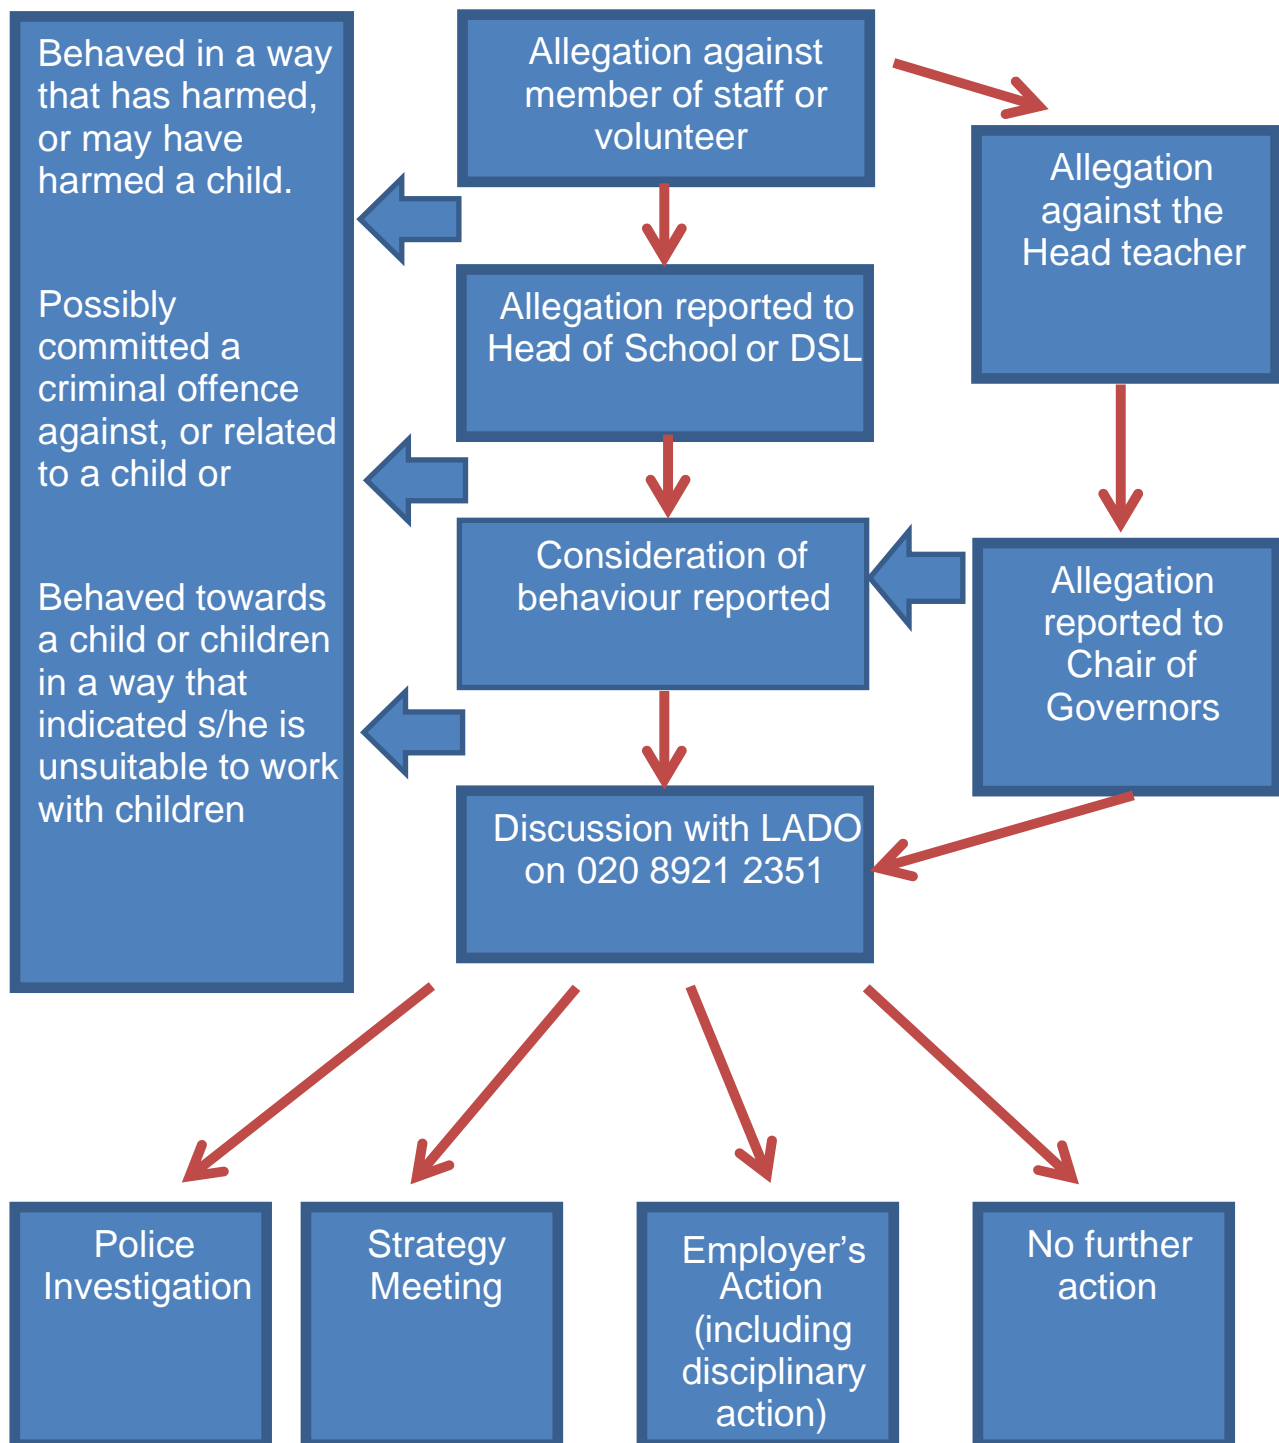 Behaved in a way
that has harmed,
or may have
harmed a child.
Possibly
committed a
criminal offence
against, or related
to a child or
Behaved towards
a child or children
in a way that
indicated s/he is
unsuitable to work
with children
Allegation against
member of staff or
volunteer
Allegation
against the
Head teacher
Allegation reported to
Head of School or DSL
Consideration of
behaviour reported
Allegation
reported to
Chair of
Governors
Discussion with LADO
on 020 8921 2351
Police
Investigation
Strategy
Meeting
Employer’s
Action
(including
disciplinary
action)
No further
action